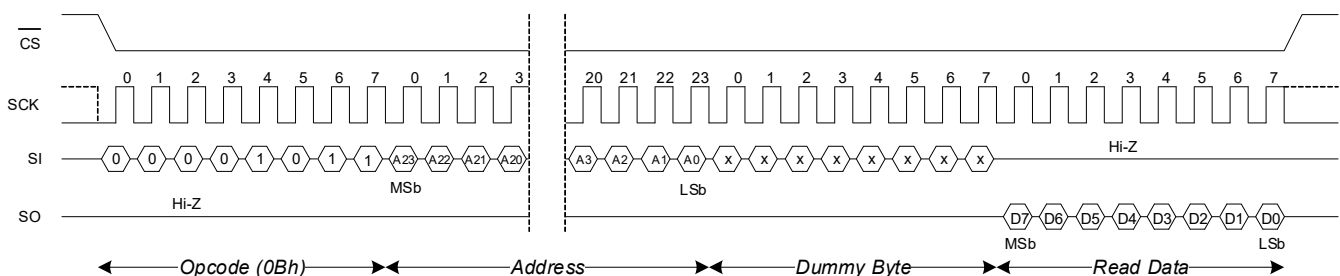 CS
0 1 2 3 4 5 6 7 0 1 2 3 20 21 22 23 0 1 2 3 4 5 6 7 0 1 2 3 4 5 6 7
SCK
Hi-Z
SI 0 0 0 0 1 0 1 1 A23 A22 A21 A20 A3 A2 A1 A0 x x x x x x x x
MSb LSb
Hi-Z
SO D7 D6 D5 D4 D3 D2 D1 D0
MSb LSb
Opcode (0Bh) Address Dummy Byte Read Data